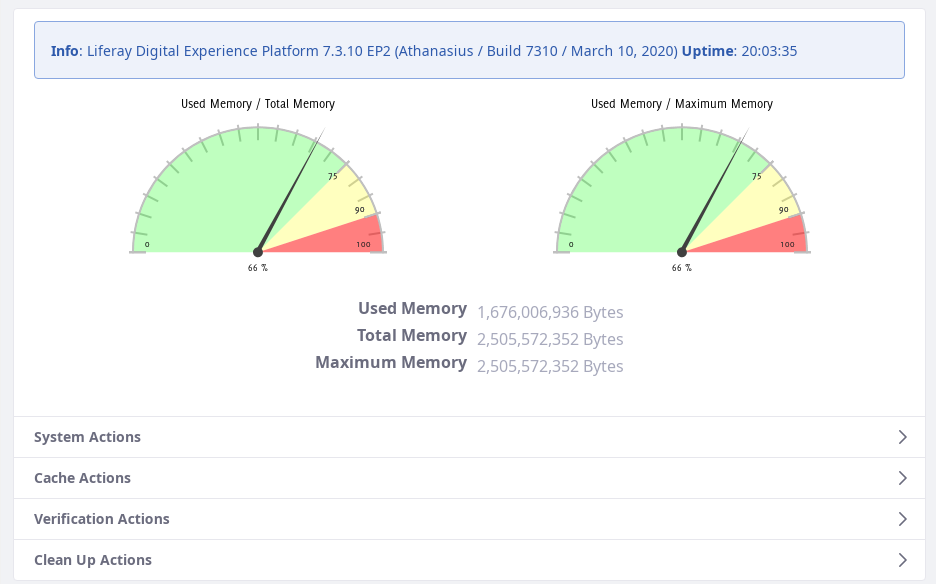 Info: Liferay Digital Experience Platform 7.3.10 EP2 (Athanasius / Build 7310 / March 10, 2020) Uptime: 20:03:35
Used Memory / Total Memory
0
75
90
100
66 %
Used Memory / Maximum Memory
0
75
90
100
66 %
Used Memory 1,676,006,936 Bytes
Total Memory 2,505,572,352 Bytes
Maximum Memory 2,505,572,352 Bytes
System Actions
Cache Actions
Verification Actions
Clean Up Actions